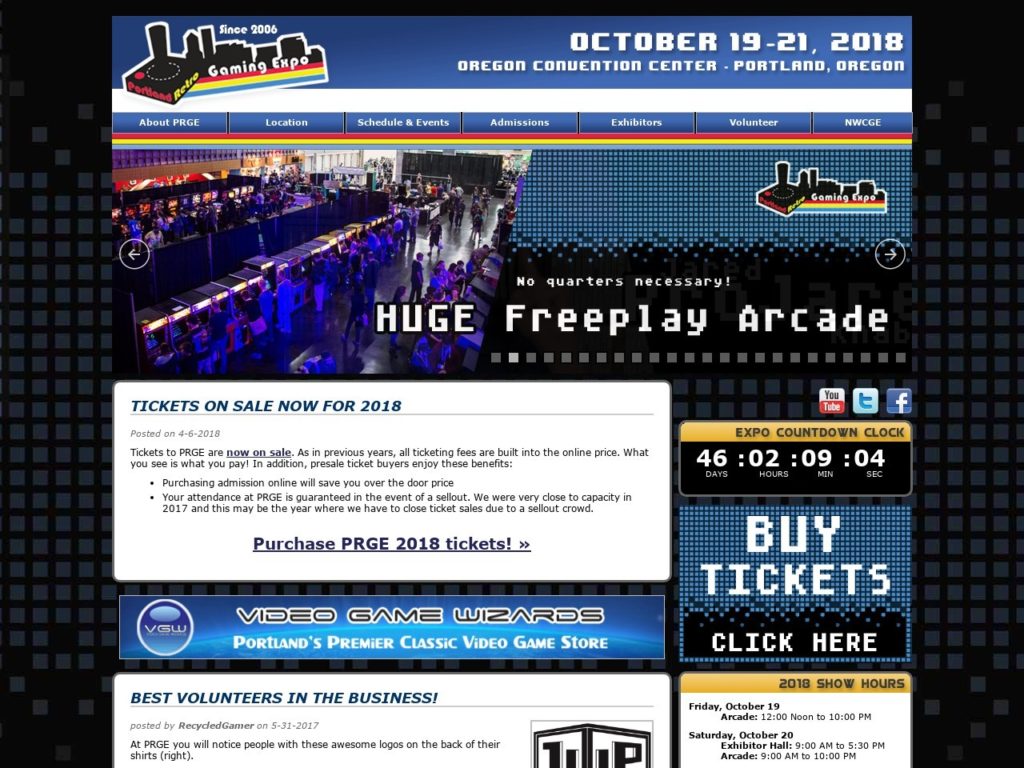 Since 2006
Portland Retro Gaming Expo
OCTOBER 19-21, 2018
OREGON CONVENTION CENTER - PORTLAND, OREGON
About PRGE
Location
Schedule & Events
Admissions
Exhibitors
Volunteer
NWCGE
Portland Retro Gaming Expo
No quarters necessary!
HUGE Freeplay Arcade
TICKETS ON SALE NOW FOR 2018
Posted on 4-6-2018
Tickets to PRGE are now on sale. As in previous years, all ticketing fees are built into the online price. What
you see is what you pay! In addition, presale ticket buyers enjoy these benefits:
• Purchasing admission online will save you over the door price
• Your attendance at PRGE is guaranteed in the event of a sellout. We were very close to capacity in
2017 and this may be the year where we have to close ticket sales due to a sellout crowd.
Purchase PRGE 2018 tickets! »
You
Tube
EXPO COUNTDOWN CLOCK
46 : 02 : 09 : 04
DAYS HOURS MIN SEC
BUY
TICKETS
CLICK HERE
VGW
VIDEO GAME WIZARDS
PORTLAND'S PREMIER CLASSIC VIDEO GAME STORE
BEST VOLUNTEERS IN THE BUSINESS!
posted by RecycledGamer on 5-31-2017
At PRGE you will notice people with these awesome logos on the back of their
shirts (right).
2018 SHOW HOURS
Friday, October 19
Arcade: 12:00 Noon to 10:00 PM
Saturday, October 20
Exhibitor Hall: 9:00 AM to 5:30 PM
Arcade: 9:00 AM to 10:00 PM